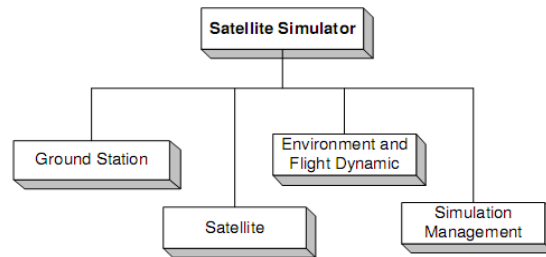 Satellite Simulator
Ground Station
Environment and
Flight Dynamic
Satellite
Simulation
Management